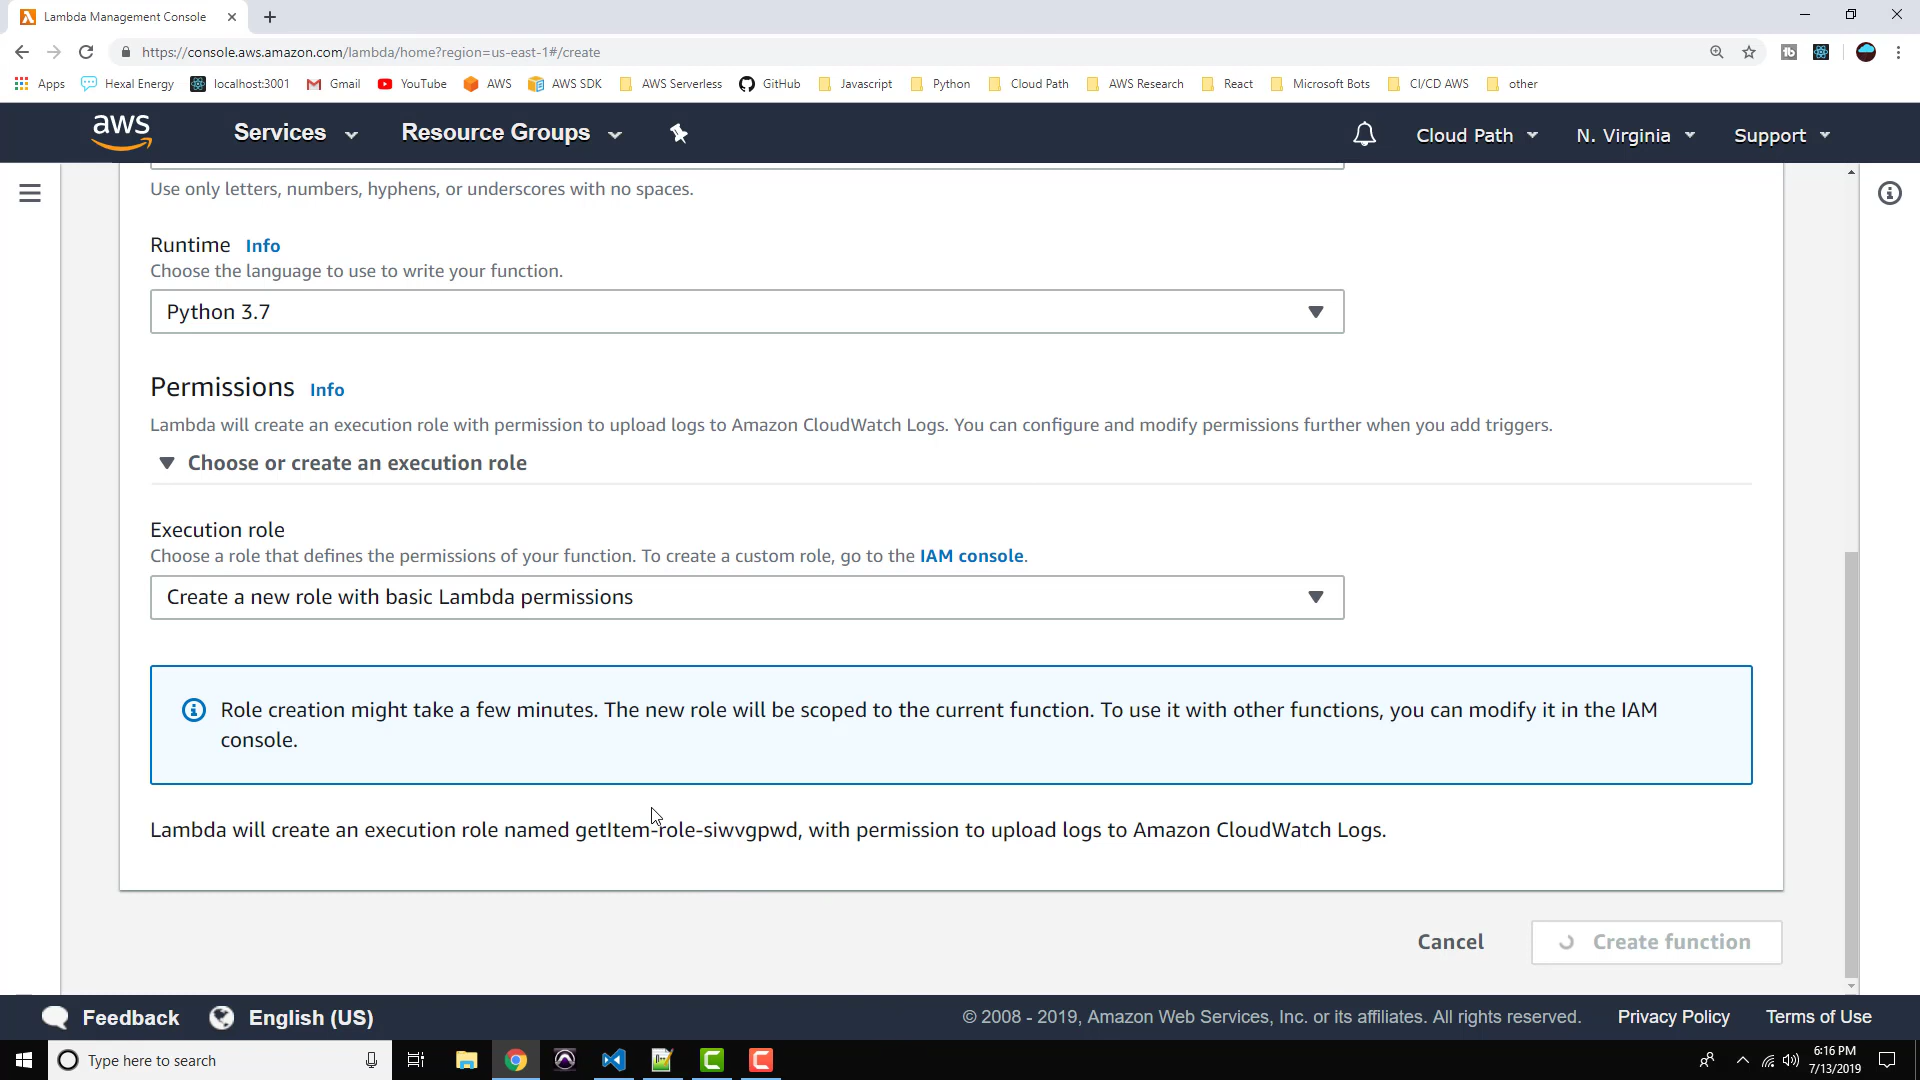 Lambda Management Console
https://console.aws.amazon.com/lambda/home?region=us-east-1#/create
Apps Hexal Energy localhost:3001 Gmail YouTube AWS AWS SDK AWS Serverless GitHub Javascript Python Cloud Path AWS Research React Microsoft Bots CI/CD AWS other
aws Services Resource Groups Cloud Path N. Virginia Support
Use only letters, numbers, hyphens, or underscores with no spaces.
Runtime Info
Choose the language to use to write your function.
Python 3.7
Permissions Info
Lambda will create an execution role with permission to upload logs to Amazon CloudWatch Logs. You can configure and modify permissions further when you add triggers.
Choose or create an execution role
Execution role
Choose a role that defines the permissions of your function. To create a custom role, go to the IAM console.
Create a new role with basic Lambda permissions
Role creation might take a few minutes. The new role will be scoped to the current function. To use it with other functions, you can modify it in the IAM
console.
Lambda will create an execution role named getItem-role-siwvgpwd, with permission to upload logs to Amazon CloudWatch Logs.
Cancel Create function
Feedback English (US) © 2008 - 2019, Amazon Web Services, Inc. or its affiliates. All rights reserved. Privacy Policy Terms of Use
Type here to search
6:16 PM
7/13/2019